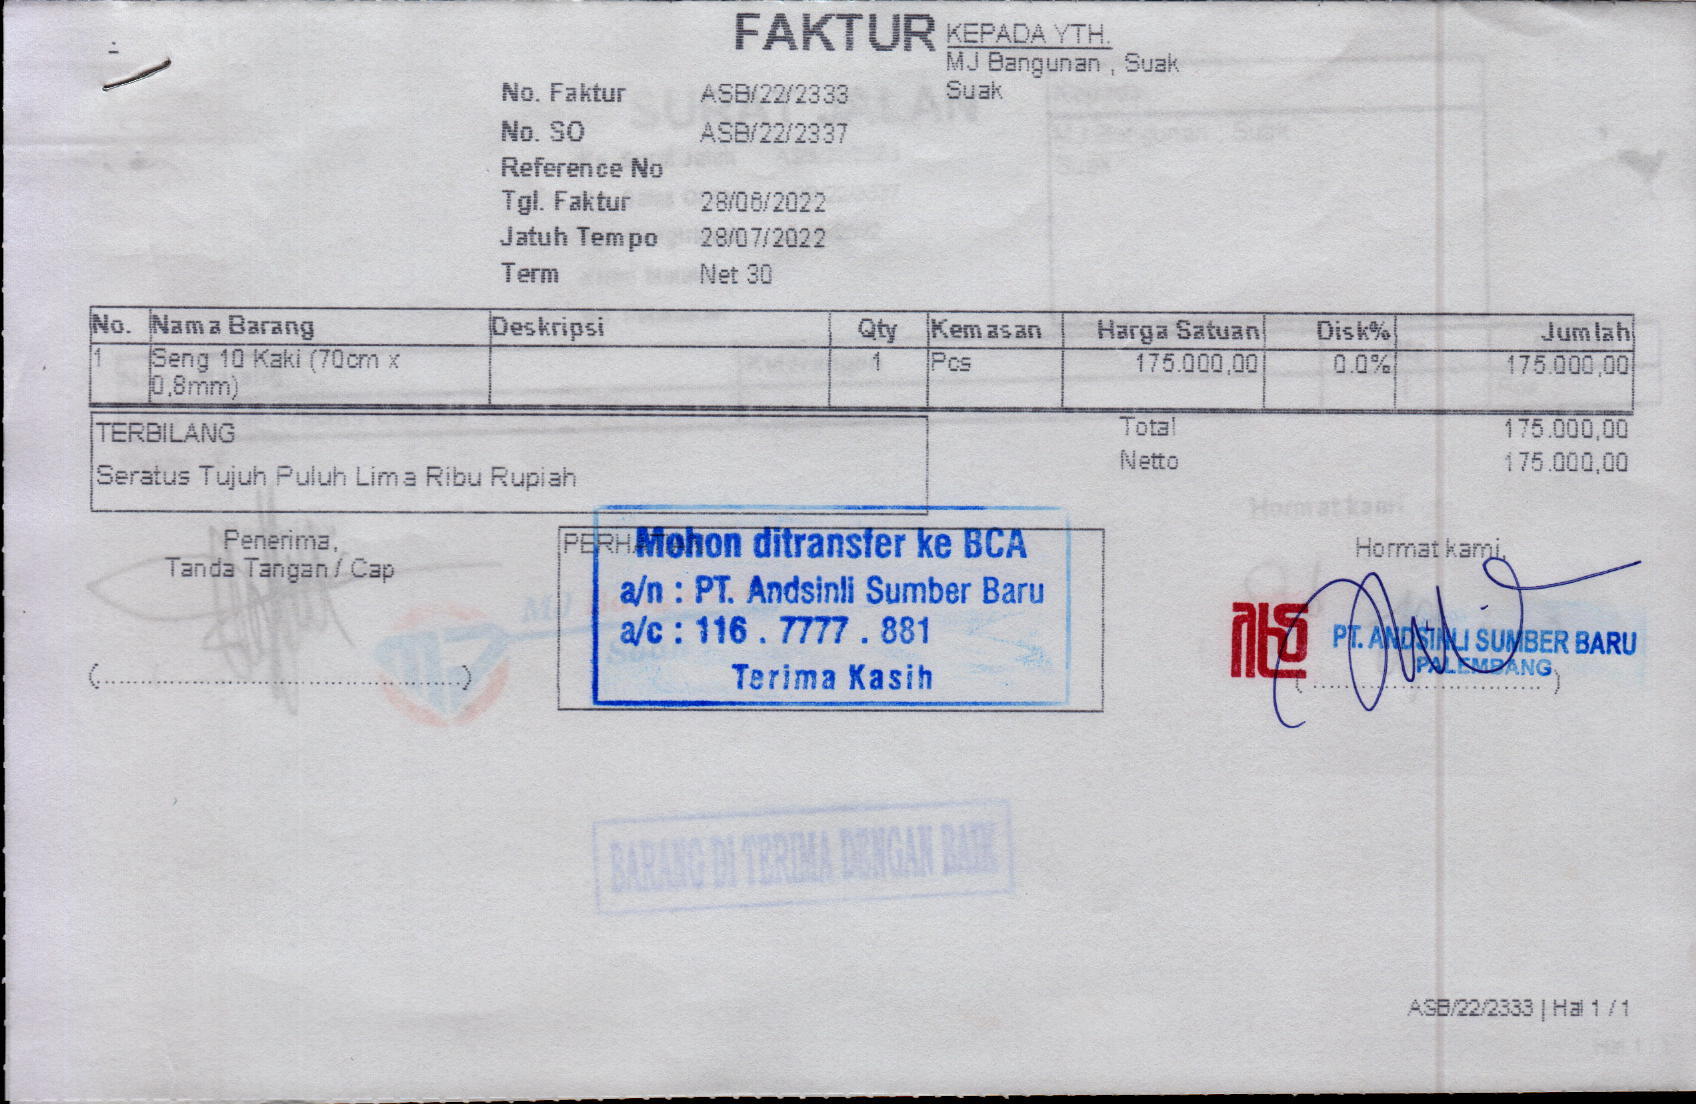 FAKTUR
KEPADA YTH.
MJ Bangunan , Suak
Suak
No. Faktur ASB/22/2333
No. SO ASB/22/2337
Reference No
Tgl. Faktur 28/06/2022
Jatuh Tempo 28/07/2022
Term Net 30
No. Nama Barang Deskripsi Qty Kemasan Harga Satuan Disk% Jumlah
1 Seng 10 Kaki (70cm x 1 Pcs 175.000,00 0.0% 175.000,00
0,8mm)
TERBILANG
Seratus Tujuh Puluh Lima Ribu Rupiah
Total 175.000,00
Netto 175.000,00
Penerima,
Tanda Tangan / Cap
(........................................)
Mohon ditransfer ke BCA
a/n : PT. Andsinli Sumber Baru
a/c : 116 . 7777 . 881
Terima Kasih
Hormat kami,
PT. ANDSINLI SUMBER BARU
PALEMBANG
( ............................ )
BARANG DI TERIMA DENGAN BAIK
ASB/22/2333 | Hal 1 / 1